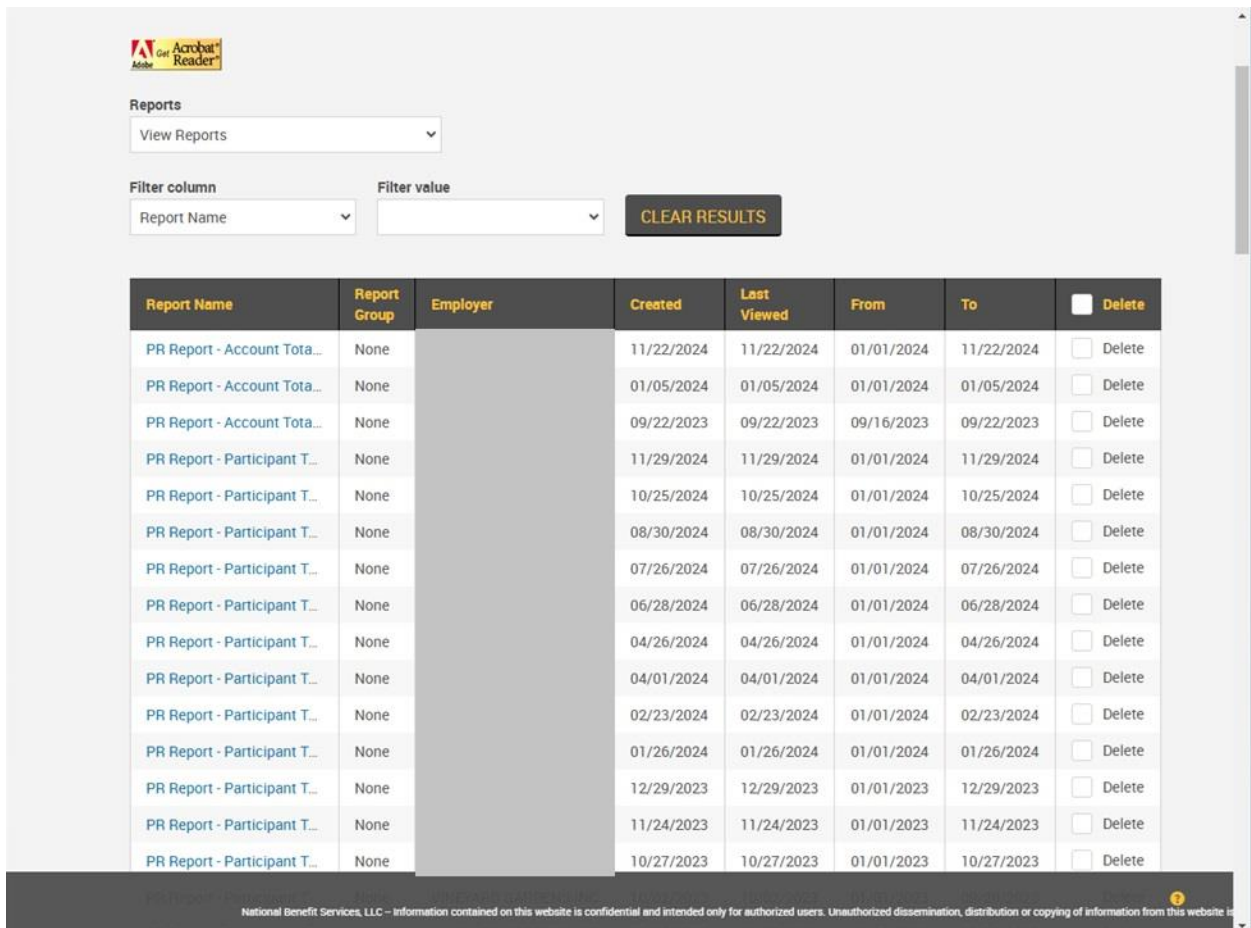 Adobe
Get Acrobat®
Reader®
Reports
View Reports
Filter column Filter value
Report Name CLEAR RESULTS
Report Name Report Group Employer Created Last Viewed From To Delete
PR Report - Account Tota... None 11/22/2024 11/22/2024 01/01/2024 11/22/2024 Delete
PR Report - Account Tota... None 01/05/2024 01/05/2024 01/01/2024 01/05/2024 Delete
PR Report - Account Tota... None 09/22/2023 09/22/2023 09/16/2023 09/22/2023 Delete
PR Report - Participant T... None 11/29/2024 11/29/2024 01/01/2024 11/29/2024 Delete
PR Report - Participant T... None 10/25/2024 10/25/2024 01/01/2024 10/25/2024 Delete
PR Report - Participant T... None 08/30/2024 08/30/2024 01/01/2024 08/30/2024 Delete
PR Report - Participant T... None 07/26/2024 07/26/2024 01/01/2024 07/26/2024 Delete
PR Report - Participant T... None 06/28/2024 06/28/2024 01/01/2024 06/28/2024 Delete
PR Report - Participant T... None 04/26/2024 04/26/2024 01/01/2024 04/26/2024 Delete
PR Report - Participant T... None 04/01/2024 04/01/2024 01/01/2024 04/01/2024 Delete
PR Report - Participant T... None 02/23/2024 02/23/2024 01/01/2024 02/23/2024 Delete
PR Report - Participant T... None 01/26/2024 01/26/2024 01/01/2024 01/26/2024 Delete
PR Report - Participant T... None 12/29/2023 12/29/2023 01/01/2023 12/29/2023 Delete
PR Report - Participant T... None 11/24/2023 11/24/2023 01/01/2023 11/24/2023 Delete
PR Report - Participant T... None 10/27/2023 10/27/2023 01/01/2023 10/27/2023 Delete
?
National Benefit Services, LLC – Information contained on this website is confidential and intended only for authorized users. Unauthorized dissemination, distribution or copying of information from this website is